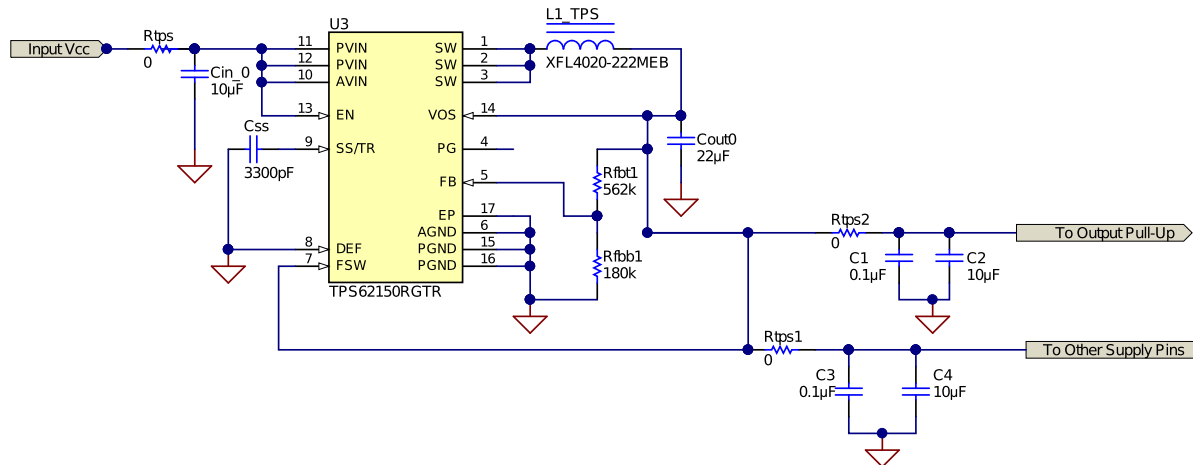 L1_TPS
U3
Input Vcc
Rtps
0
11 PVIN SW 1
12 PVIN SW 2
10 AVIN SW 3
XFL4020-222MEB
Cin_0
10µF
13 EN VOS 14
Css
3300pF
9 SS/TR PG 4
Cout0
22µF
FB 5
Rfbt1
562k
EP 17
AGND 6
8 DEF PGND 15
7 FSW PGND 16
TPS62150RGTR
Rfbb1
180k
Rtps2
0
To Output Pull-Up
C1
0.1µF
C2
10µF
Rtps1
0
To Other Supply Pins
C3
0.1µF
C4
10µF